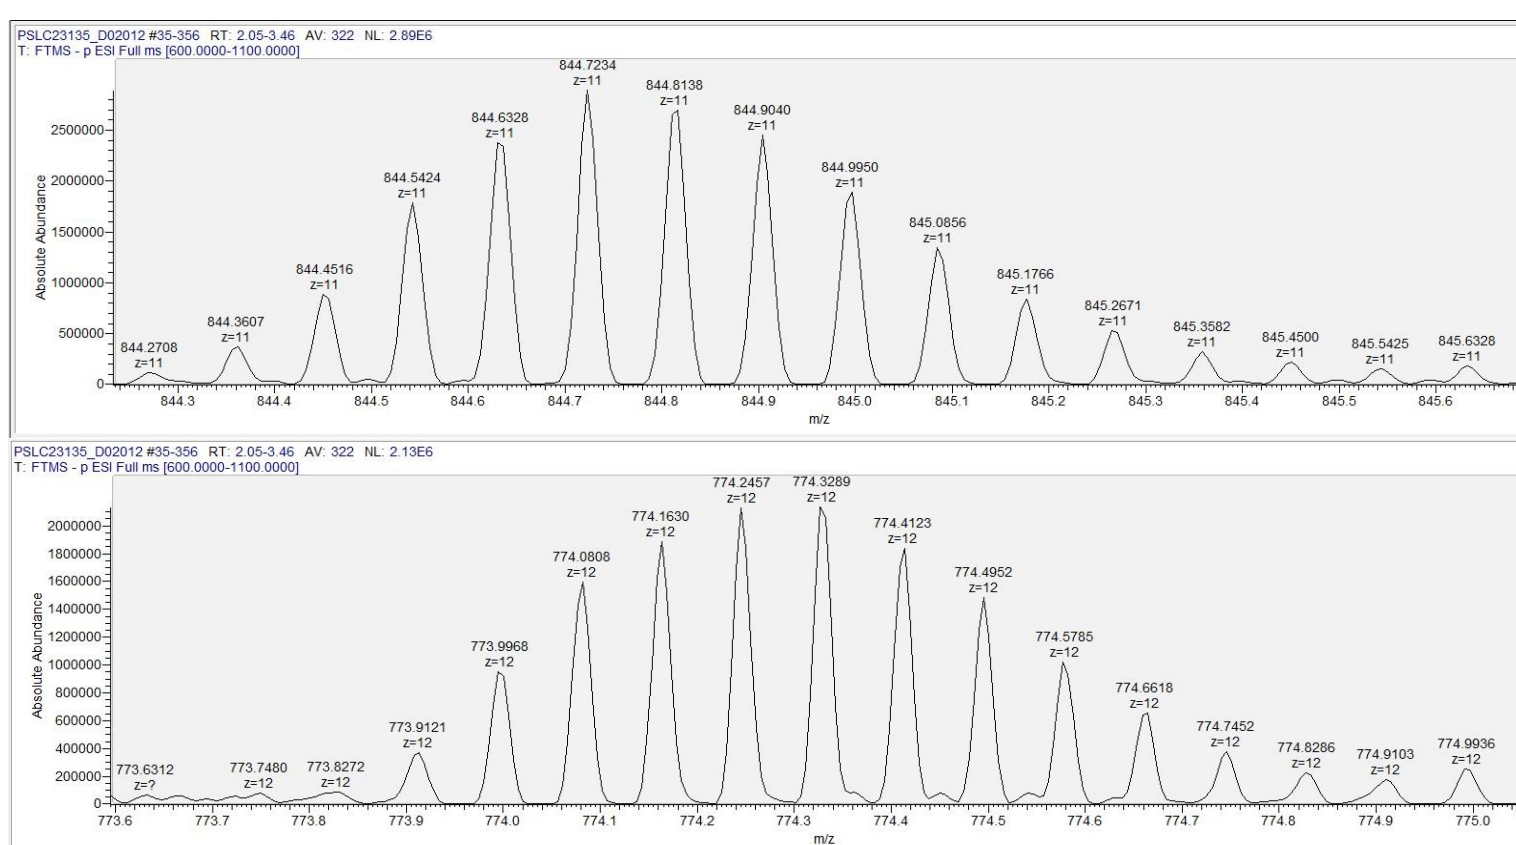 PSLC23135_D02012 #35-356 RT: 2.05-3.46 AV: 322 NL: 2.89E6
T: FTMS - p ESI Full ms [600.0000-1100.0000]
844.7234
z=11
844.8138
z=11
844.9040
z=11
844.6328
z=11
844.9950
z=11
844.5424
z=11
845.0856
z=11
844.4516
z=11
845.1766
z=11
845.2671
z=11
844.3607
z=11
845.3582
z=11
845.4500
z=11
845.5425
z=11
845.6328
z=11
844.2708
z=11
2500000
2000000
1500000
1000000
500000
0
Absolute Abundance
844.3 844.4 844.5 844.6 844.7 844.8 844.9 845.0 845.1 845.2 845.3 845.4 845.5 845.6
m/z
PSLC23135_D02012 #35-356 RT: 2.05-3.46 AV: 322 NL: 2.13E6
T: FTMS - p ESI Full ms [600.0000-1100.0000]
774.2457
z=12
774.3289
z=12
774.1630
z=12
774.4123
z=12
774.0808
z=12
774.4952
z=12
774.5785
z=12
773.9968
z=12
774.6618
z=12
773.9121
z=12
774.7452
z=12
774.8286
z=12
774.9103
z=12
774.9936
z=12
773.6312
z=?
773.7480
z=12
773.8272
z=12
2000000
1800000
1600000
1400000
1200000
1000000
800000
600000
400000
200000
0
Absolute Abundance
773.6 773.7 773.8 773.9 774.0 774.1 774.2 774.3 774.4 774.5 774.6 774.7 774.8 774.9 775.0
m/z